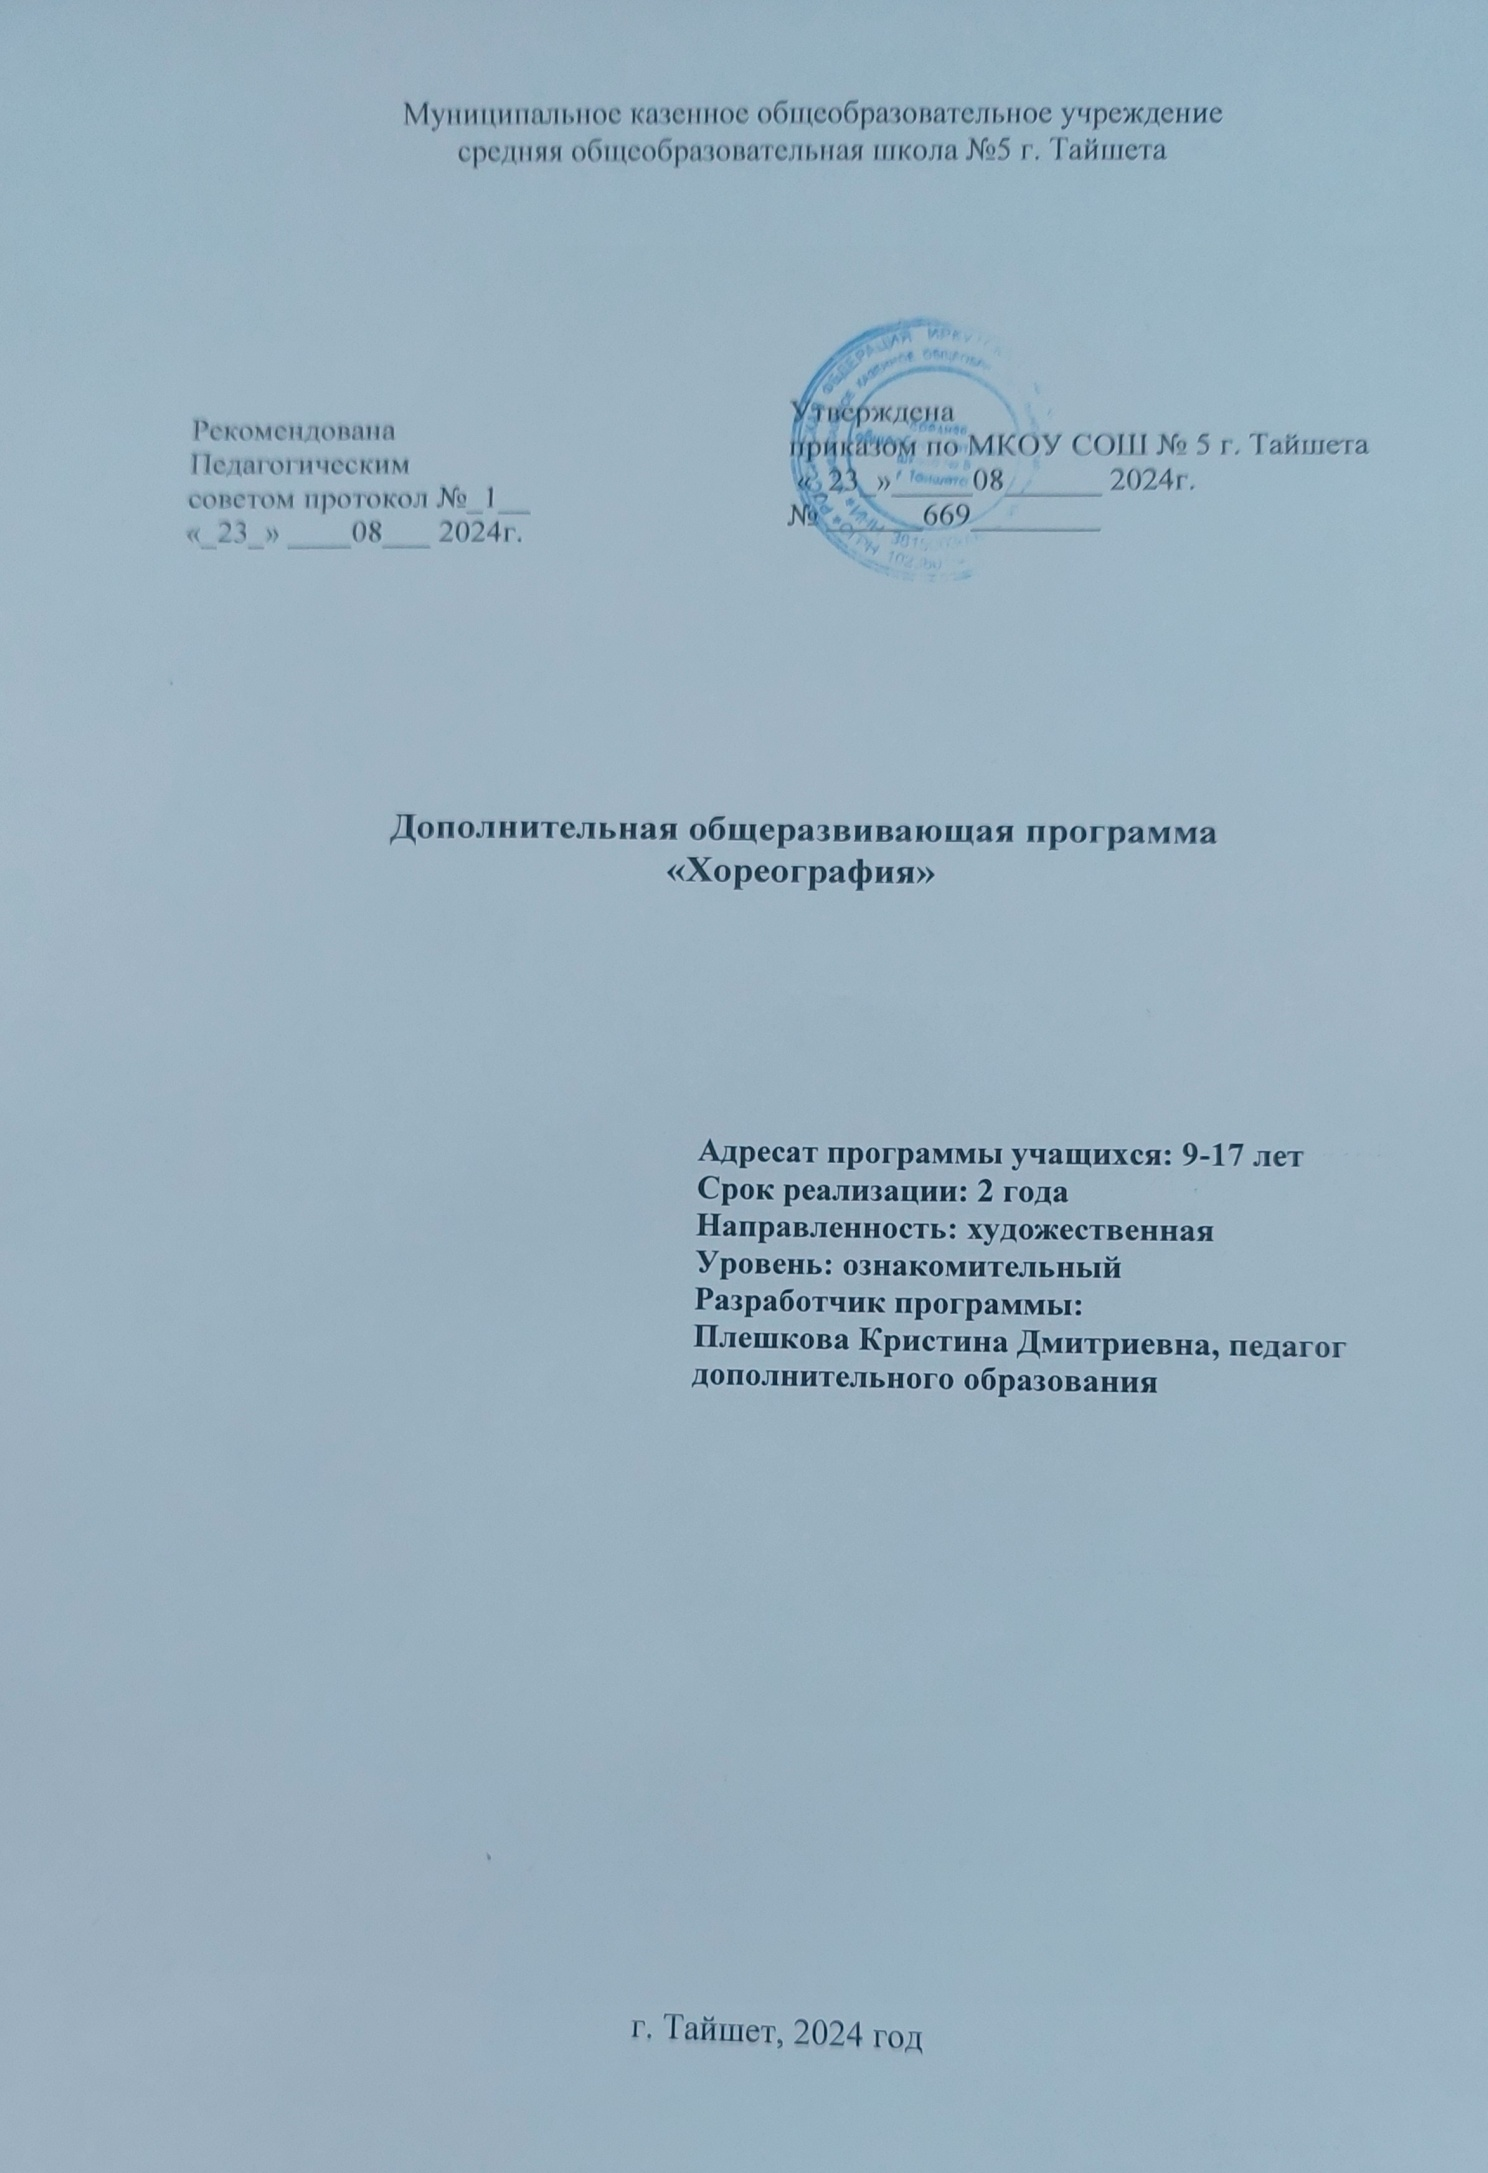 Муниципальное казенное общеобразовательное учреждение
средняя общеобразовательная школа №5 г. Тайшета
Рекомендована
Педагогическим
советом протокол №_1__
«_23_» ____08___ 2024г.
Утверждена
приказом по МКОУ СОШ № 5 г. Тайшета
«_23_»_____08______ 2024г.
№______669________
Дополнительная общеразвивающая программа
«Хореография»
Адресат программы учащихся: 9-17 лет
Срок реализации: 2 года
Направленность: художественная
Уровень: ознакомительный
Разработчик программы:
Плешкова Кристина Дмитриевна, педагог
дополнительного образования
г. Тайшет, 2024 год